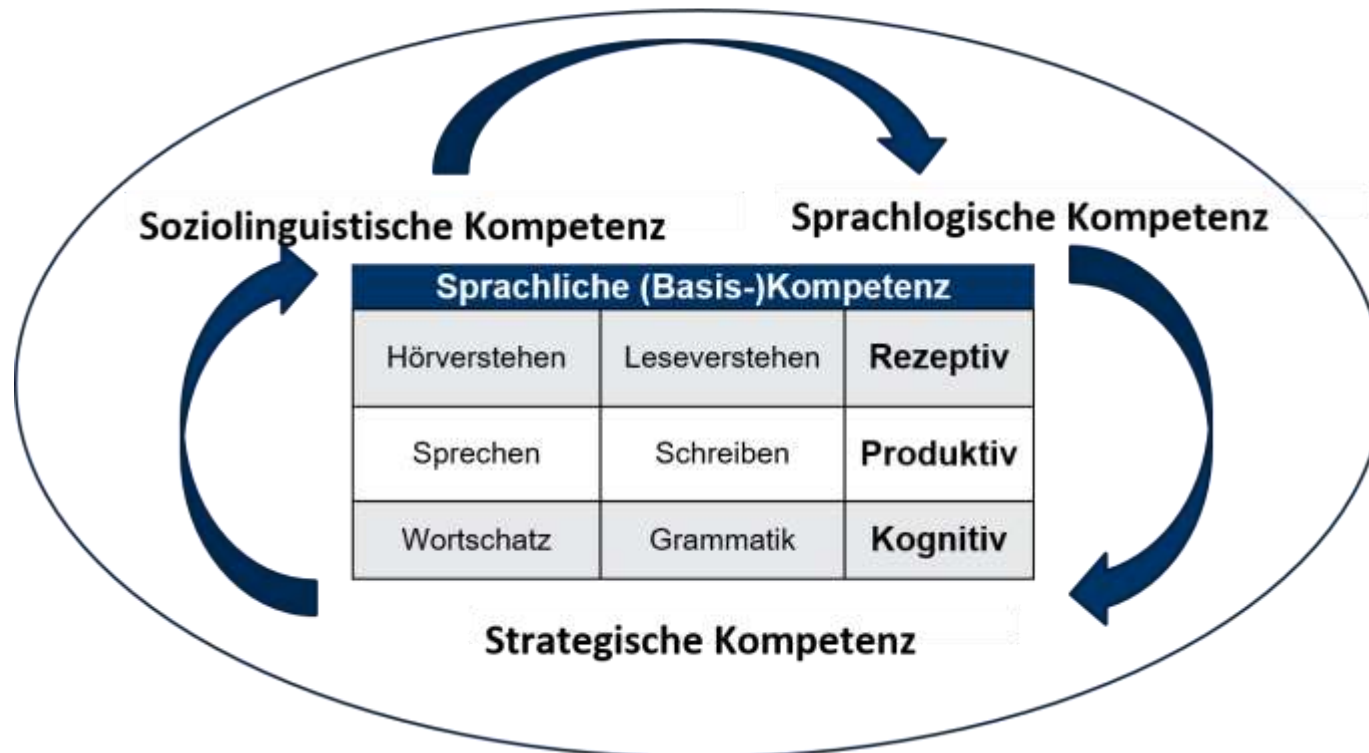 Soziolinguistische Kompetenz
Sprachlogische Kompetenz
Sprachliche (Basis-)Kompetenz
Hörverstehen Leseverstehen Rezeptiv
Sprechen Schreiben Produktiv
Wortschatz Grammatik Kognitiv
Strategische Kompetenz